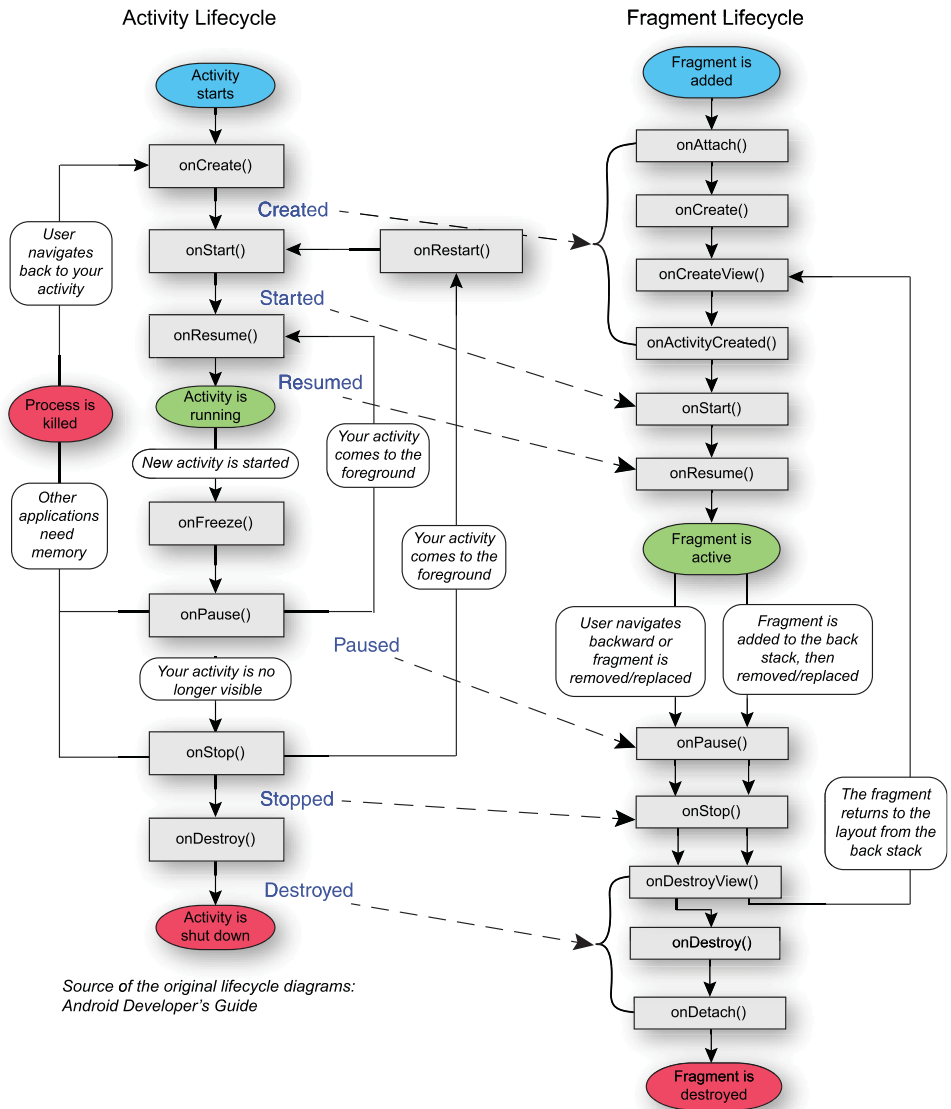 Activity Lifecycle
Activity
starts
onCreate()
User
navigates
back to your
activity
onStart()
onRestart()
onResume()
Process is
killed
Activity is
running
Your activity
comes to the
foreground
New activity is started
Other
applications
need
memory
onFreeze()
Your activity
comes to the
foreground
onPause()
Your activity is no
longer visible
onStop()
onDestroy()
Activity is
shut down
Source of the original lifecycle diagrams:
Android Developer's Guide
Created
Started
Resumed
Paused
Stopped
Destroyed
Fragment Lifecycle
Fragment is
added
onAttach()
onCreate()
onCreateView()
onActivityCreated()
onStart()
onResume()
Fragment is
active
User navigates
backward or
fragment is
removed/replaced
Fragment is
added to the back
stack, then
removed/replaced
onPause()
onStop()
The fragment
returns to the
layout from the
back stack
onDestroyView()
onDestroy()
onDetach()
Fragment is
destroyed